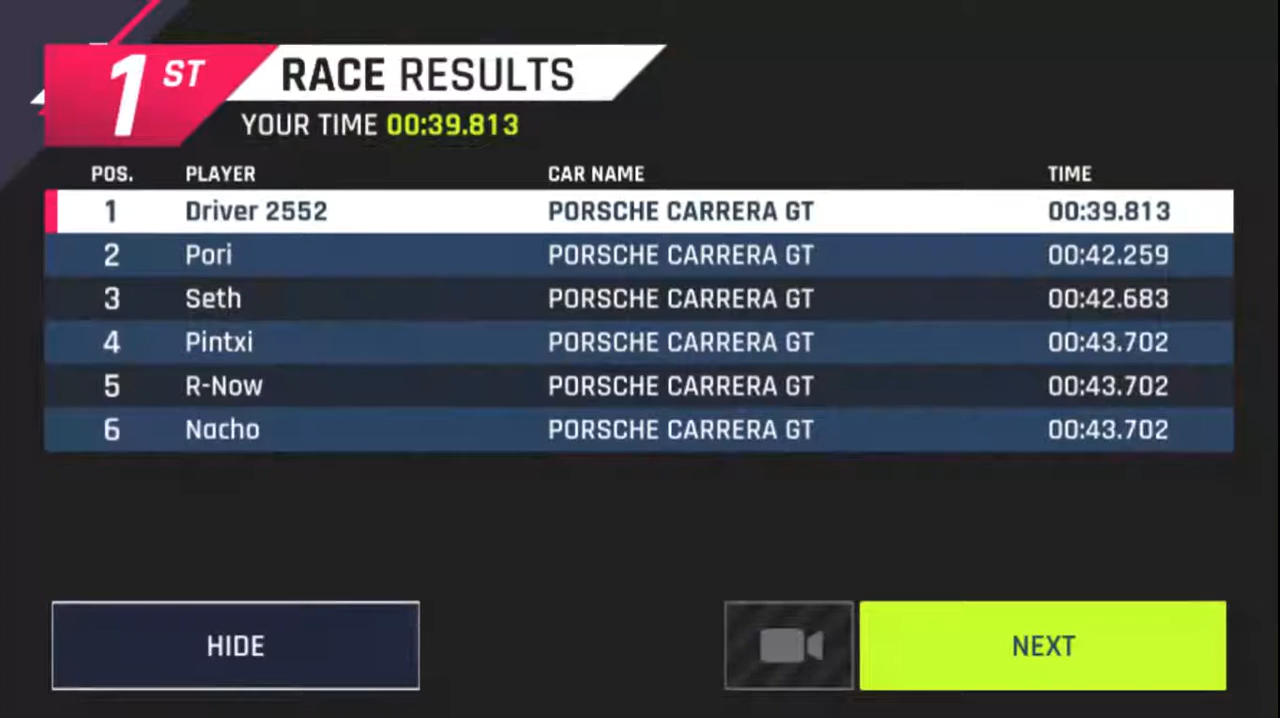 1ST RACE RESULTS
YOUR TIME 00:39.813
POS. PLAYER CAR NAME TIME
1 Driver 2552 PORSCHE CARRERA GT 00:39.813
2 Pori PORSCHE CARRERA GT 00:42.259
3 Seth PORSCHE CARRERA GT 00:42.683
4 Pintxi PORSCHE CARRERA GT 00:43.702
5 R-Now PORSCHE CARRERA GT 00:43.702
6 Nacho PORSCHE CARRERA GT 00:43.702
HIDE NEXT